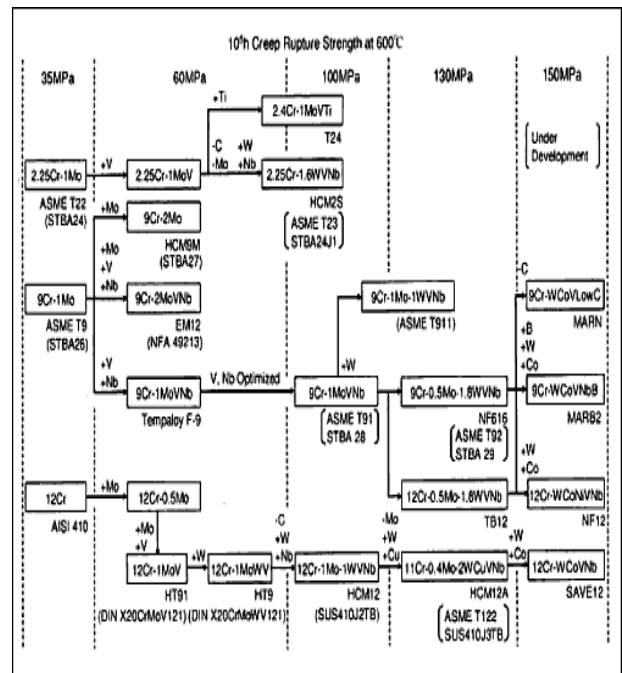 10⁵h Creep Rupture Strength at 600℃
35MPa 60MPa 100MPa 130MPa 150MPa
+Ti
2.4Cr-1MoVTi
T24
Under
Development
+V
-C +W
-Mo +Nb
2.25Cr-1Mo 2.25Cr-1MoV 2.25Cr-1.6WVNb
ASME T22
(STBA24)
HCM2S
ASME T23
STBA24J1
+Mo
9Cr-2Mo
HCM9M
(STBA27)
+Mo
+V
+Nb
9Cr-1Mo 9Cr-2MoVNb
ASME T9
(STBA26)
EM12
(NFA 49213)
9Cr-1Mo-1WVNb
(ASME T911)
-C
9Cr-WCoVLowC
MARN
+V
+Nb
V, Nb Optimized
+W
+B
+W
+Co
9Cr-1MoVNb 9Cr-1MoVNb 9Cr-0.5Mo-1.8WVNb 9Cr-WCoVNbB
Tempaloy F-9
ASME T91
STBA 28
NF616
ASME T92
STBA 29
MARB2
+W
+Co
12Cr +Mo 12Cr-0.5Mo 12Cr-0.5Mo-1.8WVNb 12Cr-WCoNiVNb
AISI 410 TB12 NF12
+Mo
+V
+W
-C
+W
+Nb
-Mo
+W
+Cu
+W
+Co
12Cr-1MoV 12Cr-1MoWV 12Cr-1Mo-1WVNb 11Cr-0.4Mo-2WCuVNb 12Cr-WCoVNb
HT91 HT9 HCM12 HCM12A SAVE12
(DIN X20CrMoV121) (DIN X20CrMoWV121) (SUS410J2TB)
ASME T122
SUS410J3TB